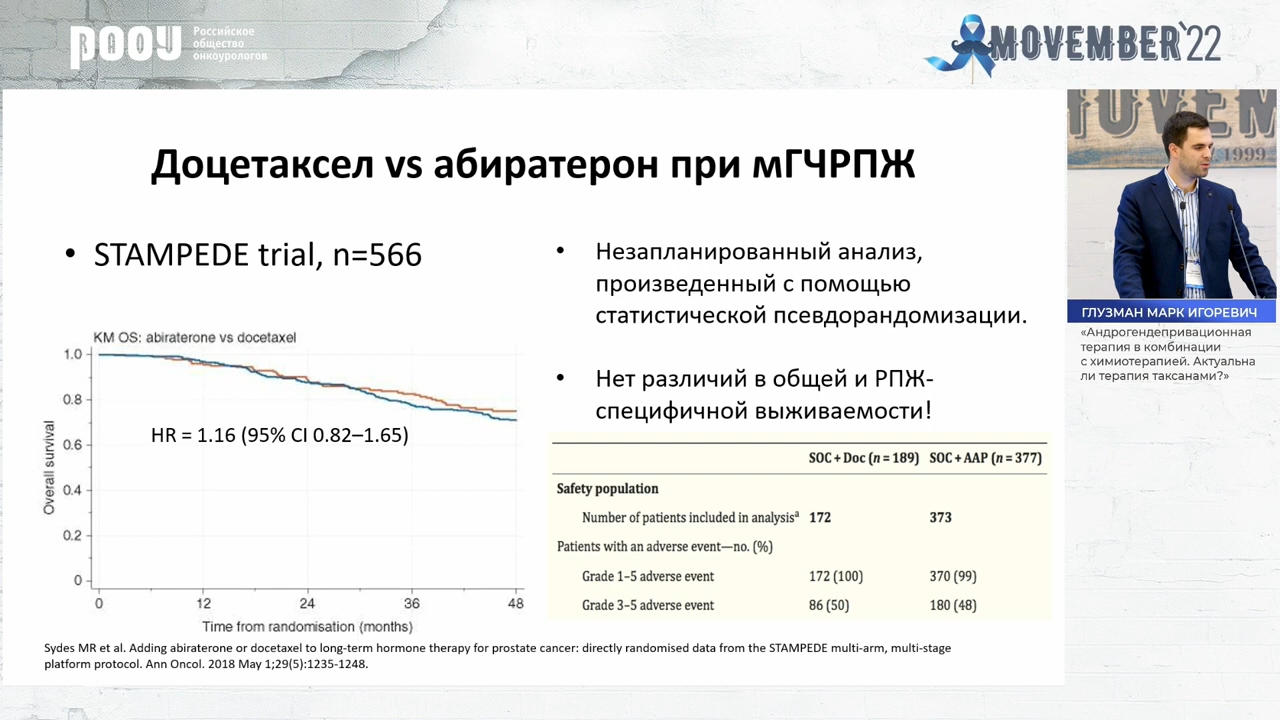 РООУ
Российское
общество
онкоурологов
MOVEMBER'22
Доцетаксел vs абиратерон при мГЧРПЖ
• STAMPEDE trial, n=566
KM OS: abiraterone vs docetaxel
1.0
0.8
0.6
0.4
0.2
0
Overall survival
HR = 1.16 (95% CI 0.82–1.65)
0 12 24 36 48
Time from randomisation (months)
• Незапланированный анализ,
произведенный с помощью
статистической псевдорандомизации.
• Нет различий в общей и РПЖ-
специфичной выживаемости!
SOC + Doc (n = 189) SOC + AAP (n = 377)
Safety population
Number of patients included in analysisᵃ 172 373
Patients with an adverse event—no. (%)
Grade 1–5 adverse event 172 (100) 370 (99)
Grade 3–5 adverse event 86 (50) 180 (48)
Sydes MR et al. Adding abiraterone or docetaxel to long-term hormone therapy for prostate cancer: directly randomised data from the STAMPEDE multi-arm, multi-stage
platform protocol. Ann Oncol. 2018 May 1;29(5):1235-1248.
1999
ГЛУЗМАН МАРК ИГОРЕВИЧ
«Андрогендепривационная
терапия в комбинации
с химиотерапией. Актуальна
ли терапия таксанами?»